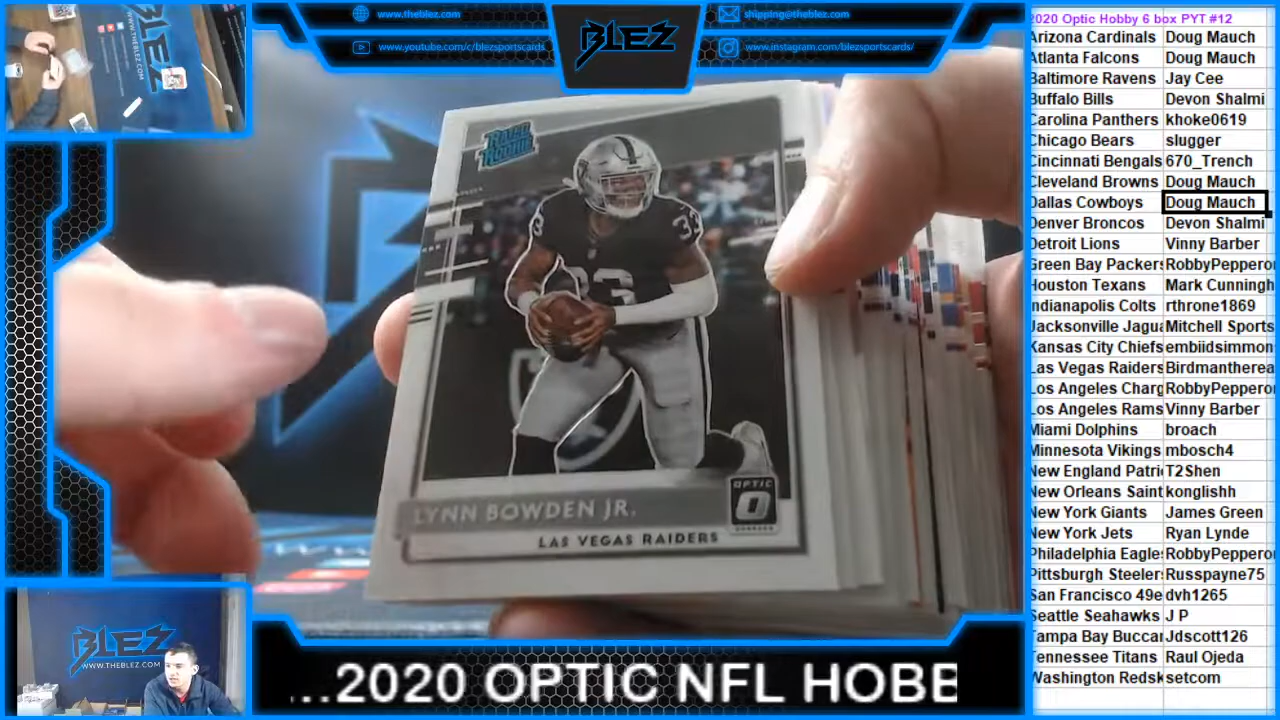 www.theblez.com
shipping@theblez.com
www.youtube.com/c/blezsportscards
www.instagram.com/blezsportscards/
BLEZ
RATED
ROOKIE
33
33
LYNN BOWDEN JR.
OPTIC
LAS VEGAS RAIDERS
BLEZ
WWW.THEBLEZ.COM
...2020 OPTIC NFL HOBB
2020 Optic Hobby 6 box PYT #12
Arizona Cardinals Doug Mauch
Atlanta Falcons Doug Mauch
Baltimore Ravens Jay Cee
Buffalo Bills Devon Shalmi
Carolina Panthers khoke0619
Chicago Bears slugger
Cincinnati Bengals 670_Trench
Cleveland Browns Doug Mauch
Dallas Cowboys Doug Mauch
Denver Broncos Devon Shalmi
Detroit Lions Vinny Barber
Green Bay Packers RobbyPeppero
Houston Texans Mark Cunningh
Indianapolis Colts rthrone1869
Jacksonville Jagua Mitchell Sports
Kansas City Chiefs embiidsimmon
Las Vegas Raiders Birdmantherea
Los Angeles Charg RobbyPeppero
Los Angeles Rams Vinny Barber
Miami Dolphins broach
Minnesota Vikings mbosch4
New England Patri T2Shen
New Orleans Saint konglishh
New York Giants James Green
New York Jets Ryan Lynde
Philadelphia Eagle RobbyPeppero
Pittsburgh Steeler Russpayne75
San Francisco 49e dvh1265
Seattle Seahawks J P
Tampa Bay Buccar Jdscott126
Tennessee Titans Raul Ojeda
Washington Redsk setcom